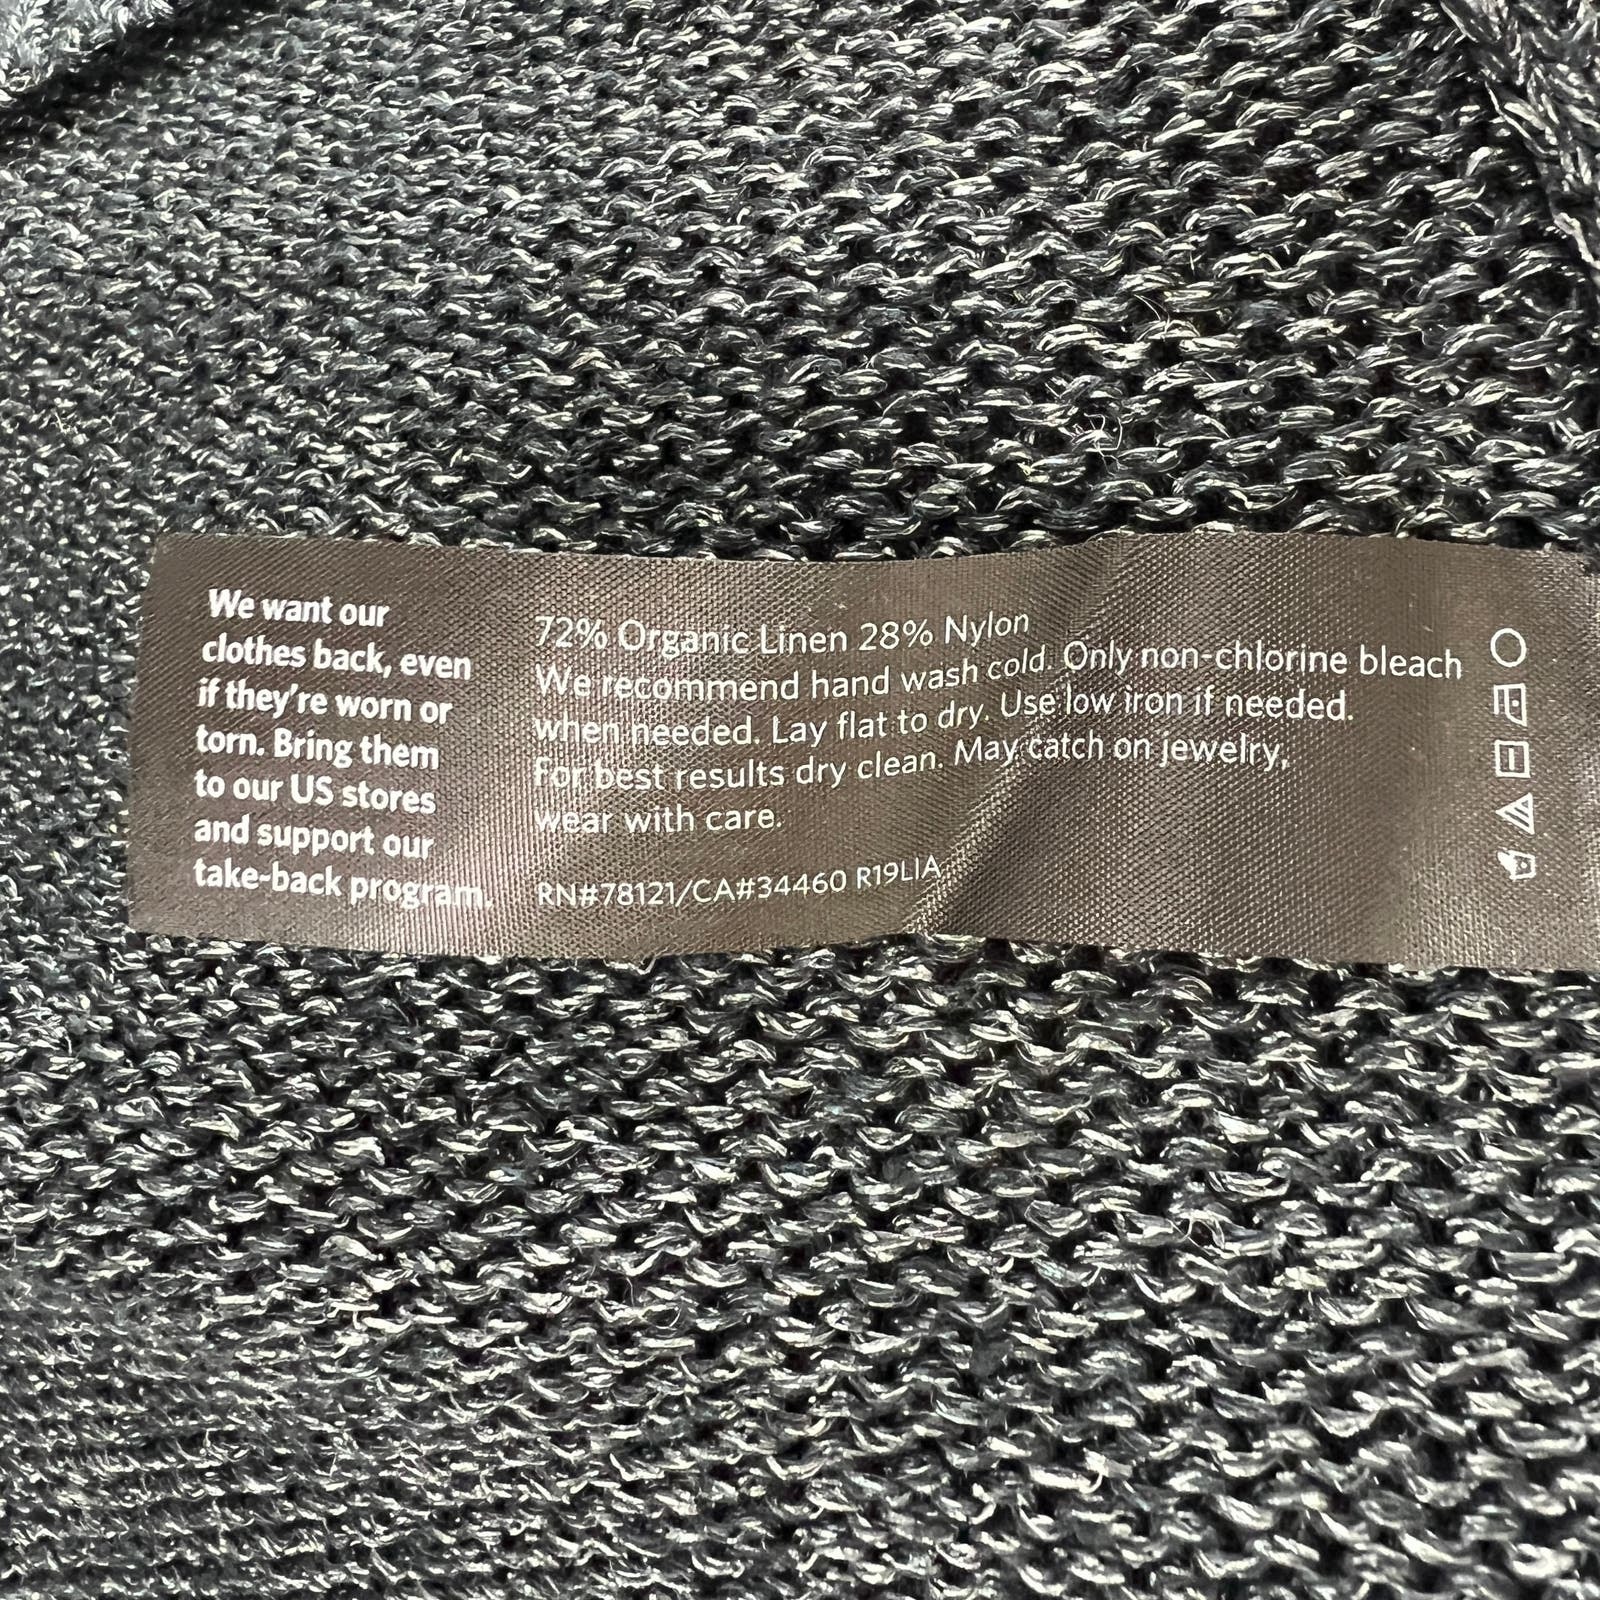 We want our
clothes back, even
if they're worn or
torn. Bring them
to our US stores
and support our
take-back program.
72% Organic Linen 28% Nylon
We recommend hand wash cold. Only non-chlorine bleach
when needed. Lay flat to dry. Use low iron if needed.
For best results dry clean. May catch on jewelry,
wear with care.
RN#78121/CA#34460 R19LIA